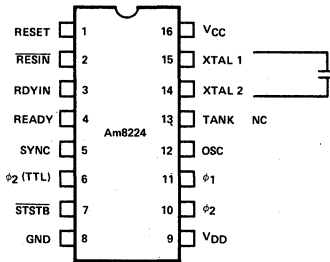 RESET 1 16 VCC
RESIN 2 15 XTAL 1
RDYIN 3 14 XTAL 2
READY 4 Am8224 13 TANK NC
SYNC 5 12 OSC
ϕ2 (TTL) 6 11 ϕ1
STSTB 7 10 ϕ2
GND 8 9 VDD